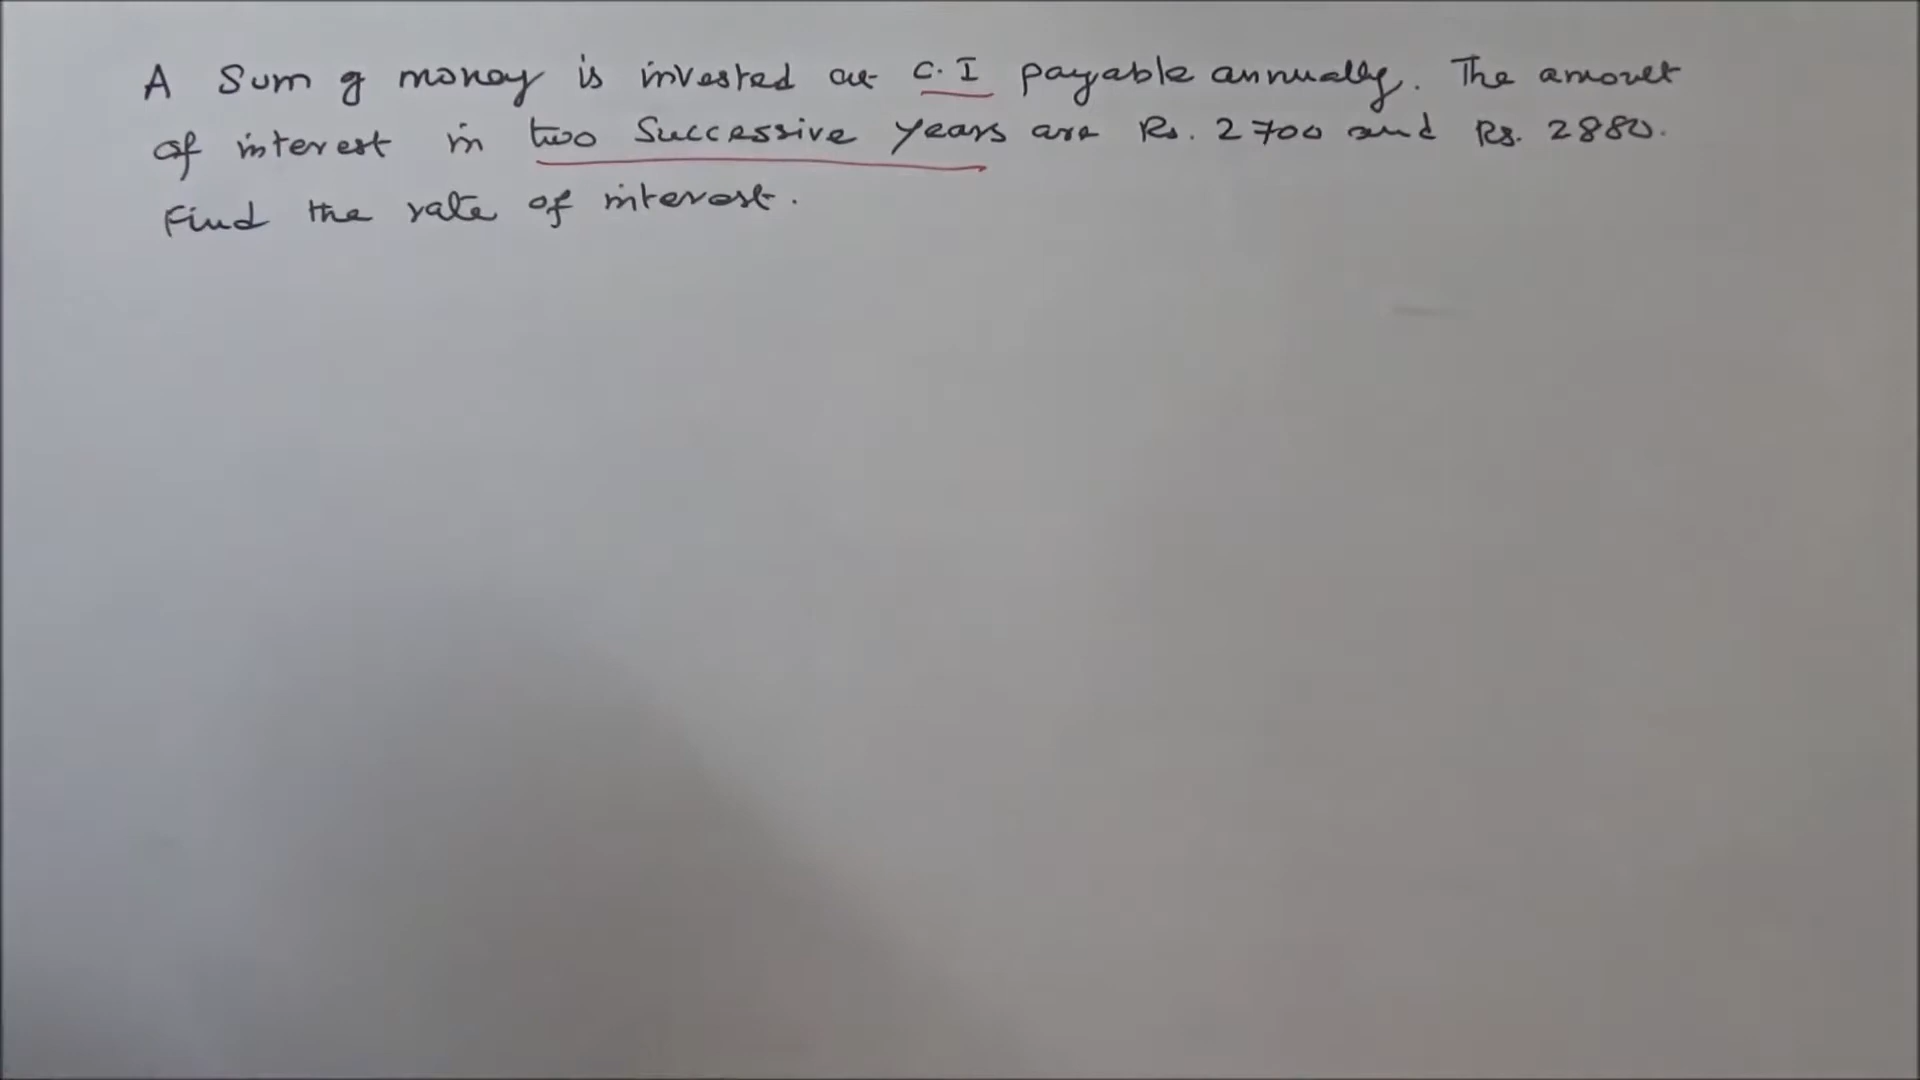 A Sum of money is invested at C.I payable annually. The amount
of interest in two Successive years are Rs. 2700 and Rs. 2880.
Find the rate of interest.